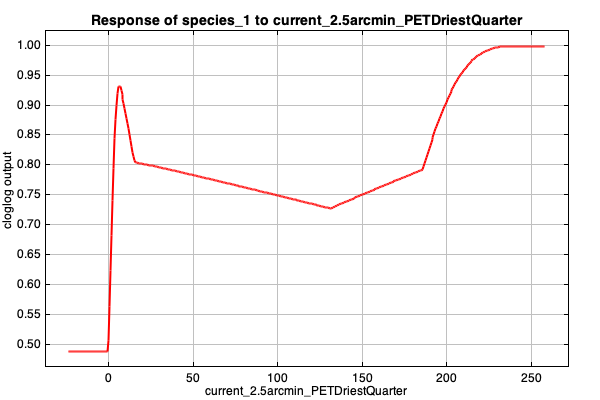 Response of species_1 to current_2.5arcmin_PETDriestQuarter
1.00
0.95
0.90
0.85
0.80
0.75
0.70
0.65
0.60
0.55
0.50
cloglog output
0 50 100 150 200 250
current_2.5arcmin_PETDriestQuarter